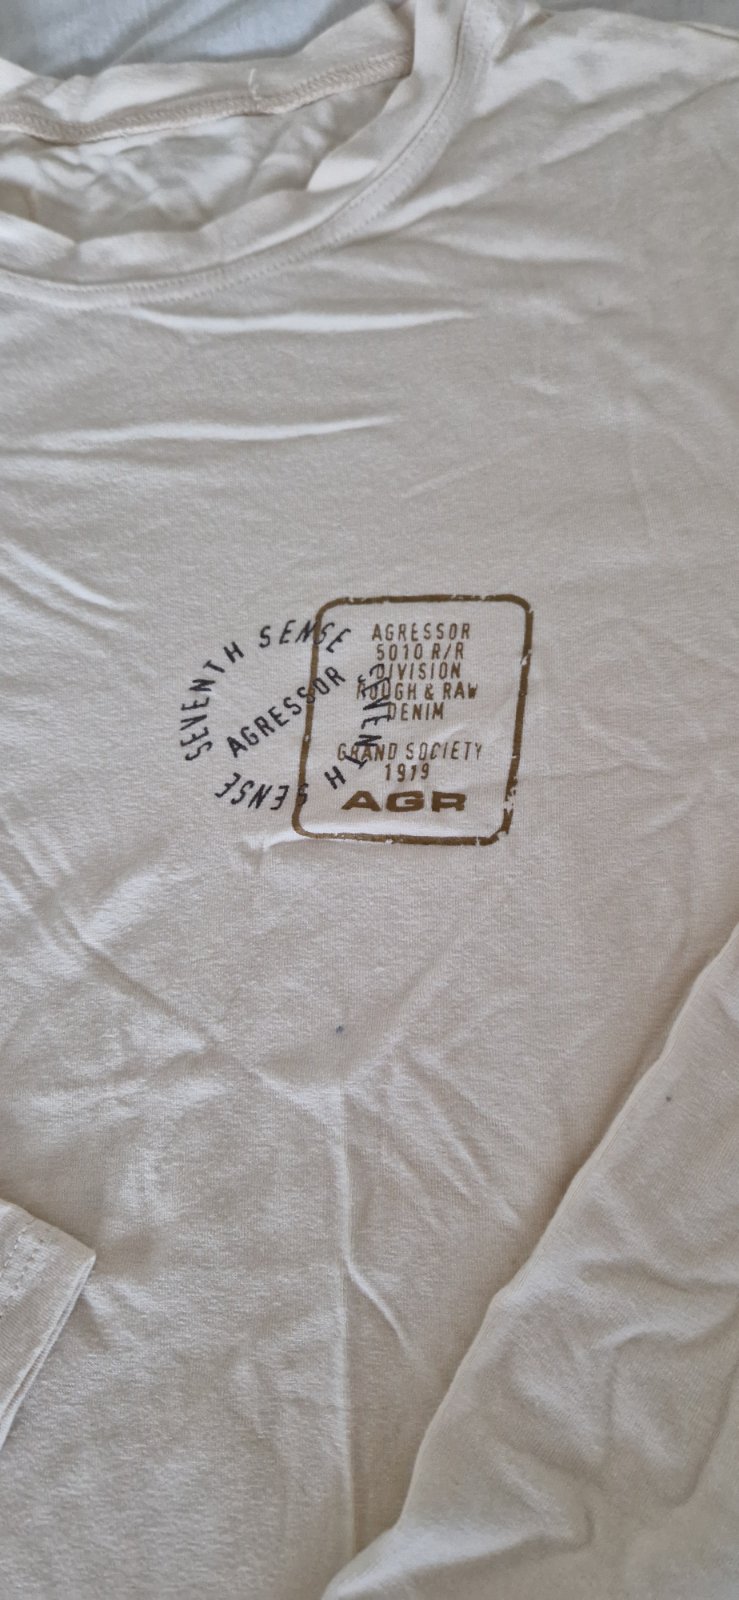 SEVENTH SENSE
SEVENTH SENSE
AGRESSOR
AGRESSOR
5010 R/R
DIVISION
ROUGH & RAW
DENIM
GRAND SOCIETY
1919
AGR